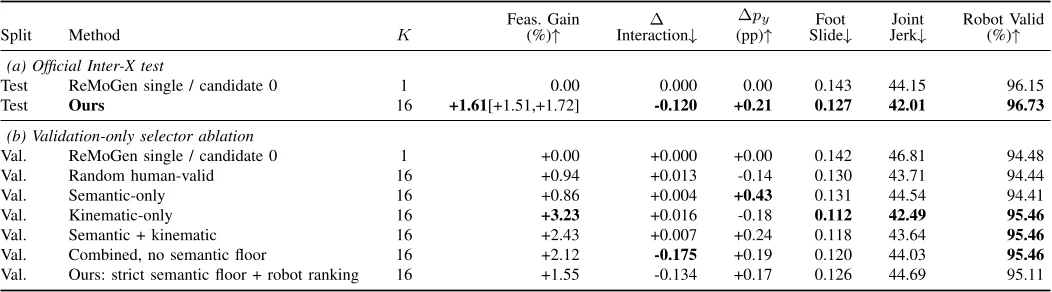 Split Method K Feas. Gain (%)↑ Δ Interaction↓ Δp_y (pp)↑ Foot Slide↓ Joint Jerk↓ Robot Valid (%)↑
(a) Official Inter-X test
Test ReMoGen single / candidate 0 1 0.00 0.000 0.00 0.143 44.15 96.15
Test Ours 16 +1.61[+1.51,+1.72] -0.120 +0.21 0.127 42.01 96.73
(b) Validation-only selector ablation
Val. ReMoGen single / candidate 0 1 +0.00 +0.000 +0.00 0.142 46.81 94.48
Val. Random human-valid 16 +0.94 +0.013 -0.14 0.130 43.71 94.44
Val. Semantic-only 16 +0.86 +0.004 +0.43 0.131 44.54 94.41
Val. Kinematic-only 16 +3.23 +0.016 -0.18 0.112 42.49 95.46
Val. Semantic + kinematic 16 +2.43 +0.007 +0.24 0.118 43.64 95.46
Val. Combined, no semantic floor 16 +2.12 -0.175 +0.19 0.120 44.03 95.46
Val. Ours: strict semantic floor + robot ranking 16 +1.55 -0.134 +0.17 0.126 44.69 95.11